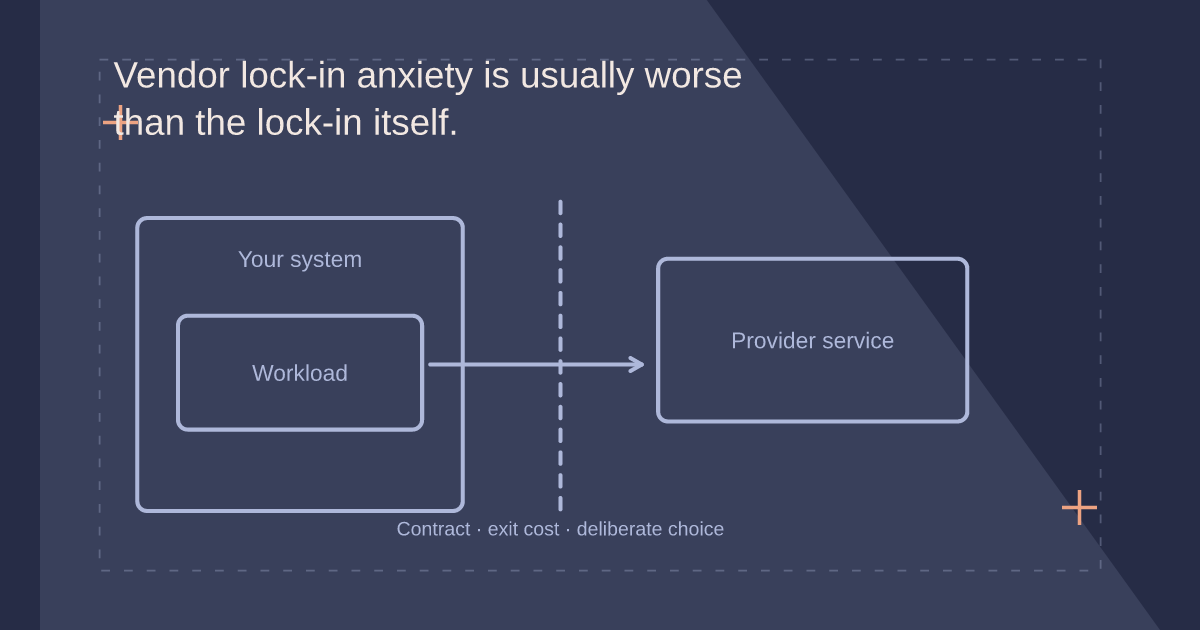 Vendor lock-in anxiety is usually worse
than the lock-in itself.
Your system
Workload
Provider service
Contract · exit cost · deliberate choice